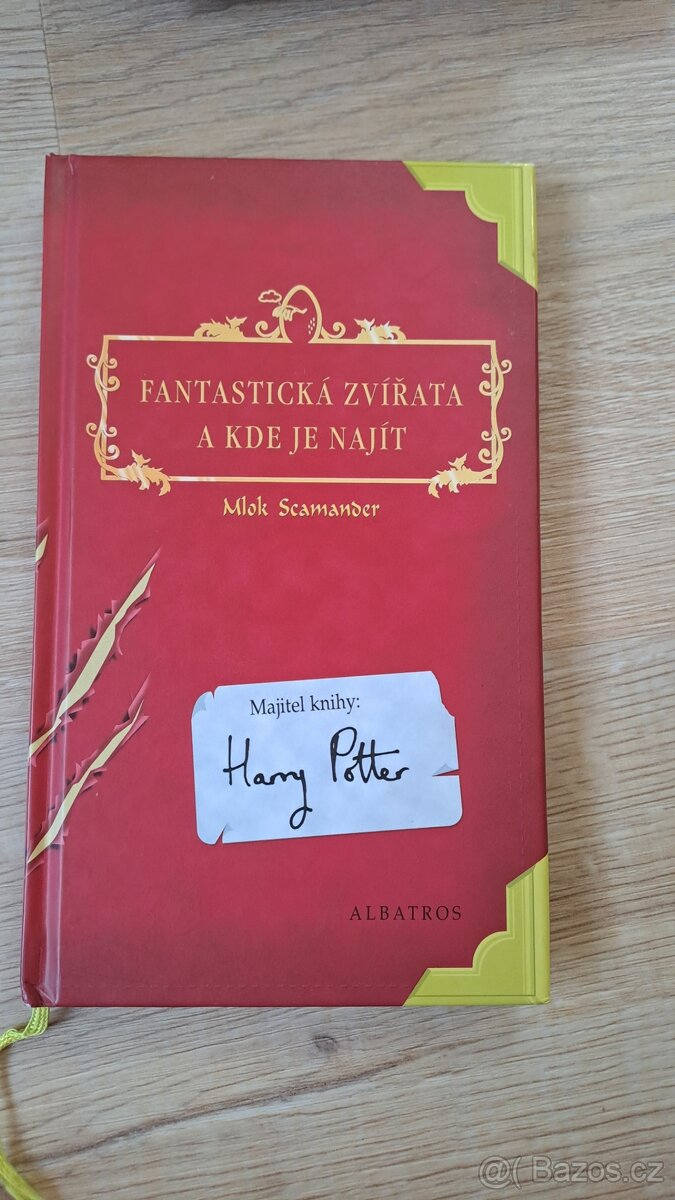 FANTASTICKÁ ZVÍŘATA
A KDE JE NAJÍT
Mlok Scamander
Majitel knihy:
Harry Potter
ALBATROS
@( Bazos.cz